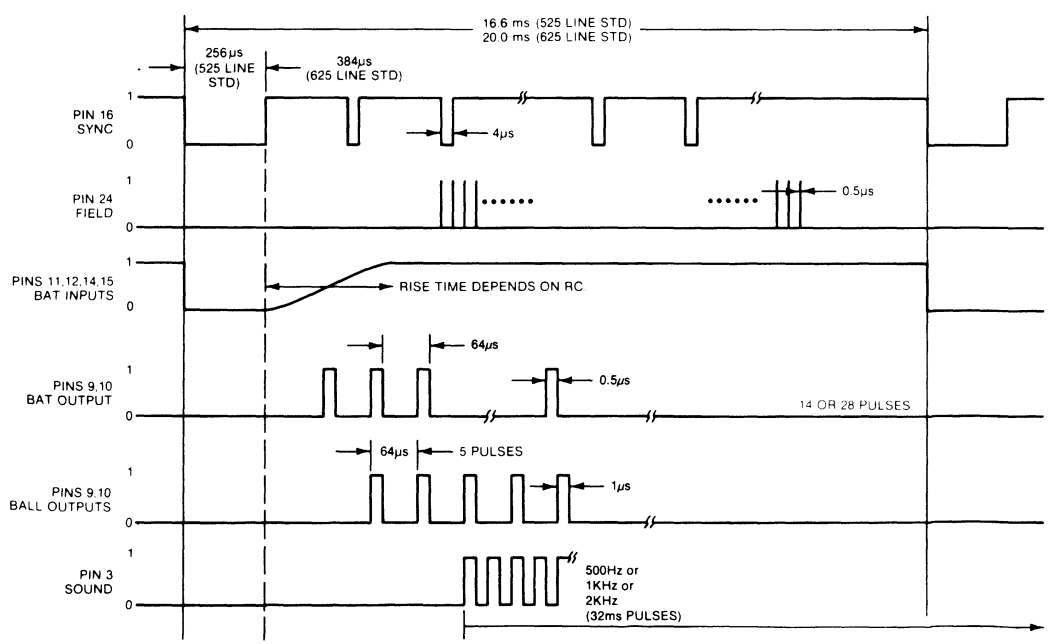 16.6 ms (525 LINE STD)
20.0 ms (625 LINE STD)
256µs
(525 LINE
STD)
384µs
(625 LINE STD)
1
PIN 16
SYNC
0
4µs
1
PIN 24
FIELD
0
0.5µs
1
PINS 11,12,14,15
BAT INPUTS
0
RISE TIME DEPENDS ON RC
64µs
1
PINS 9,10
BAT OUTPUT
0
0.5µs
14 OR 28 PULSES
64µs
5 PULSES
1
PINS 9,10
BALL OUTPUTS
0
1µs
1
PIN 3
SOUND
0
500Hz or
1KHz or
2KHz
(32ms PULSES)